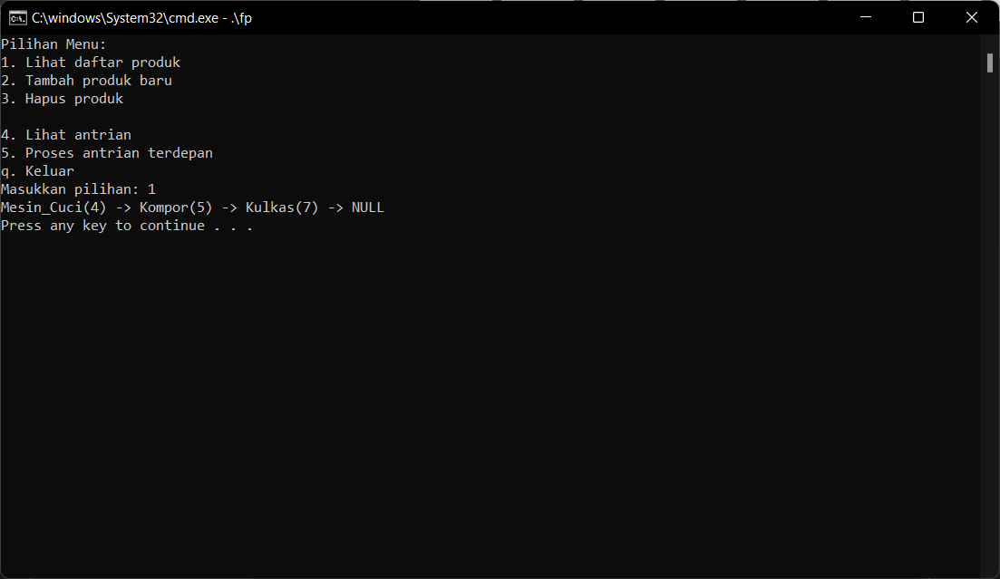 C:\windows\System32\cmd.exe - .\fp
Pilihan Menu:
1. Lihat daftar produk
2. Tambah produk baru
3. Hapus produk
4. Lihat antrian
5. Proses antrian terdepan
q. Keluar
Masukkan pilihan: 1
Mesin_Cuci(4) -> Kompor(5) -> Kulkas(7) -> NULL
Press any key to continue . . .